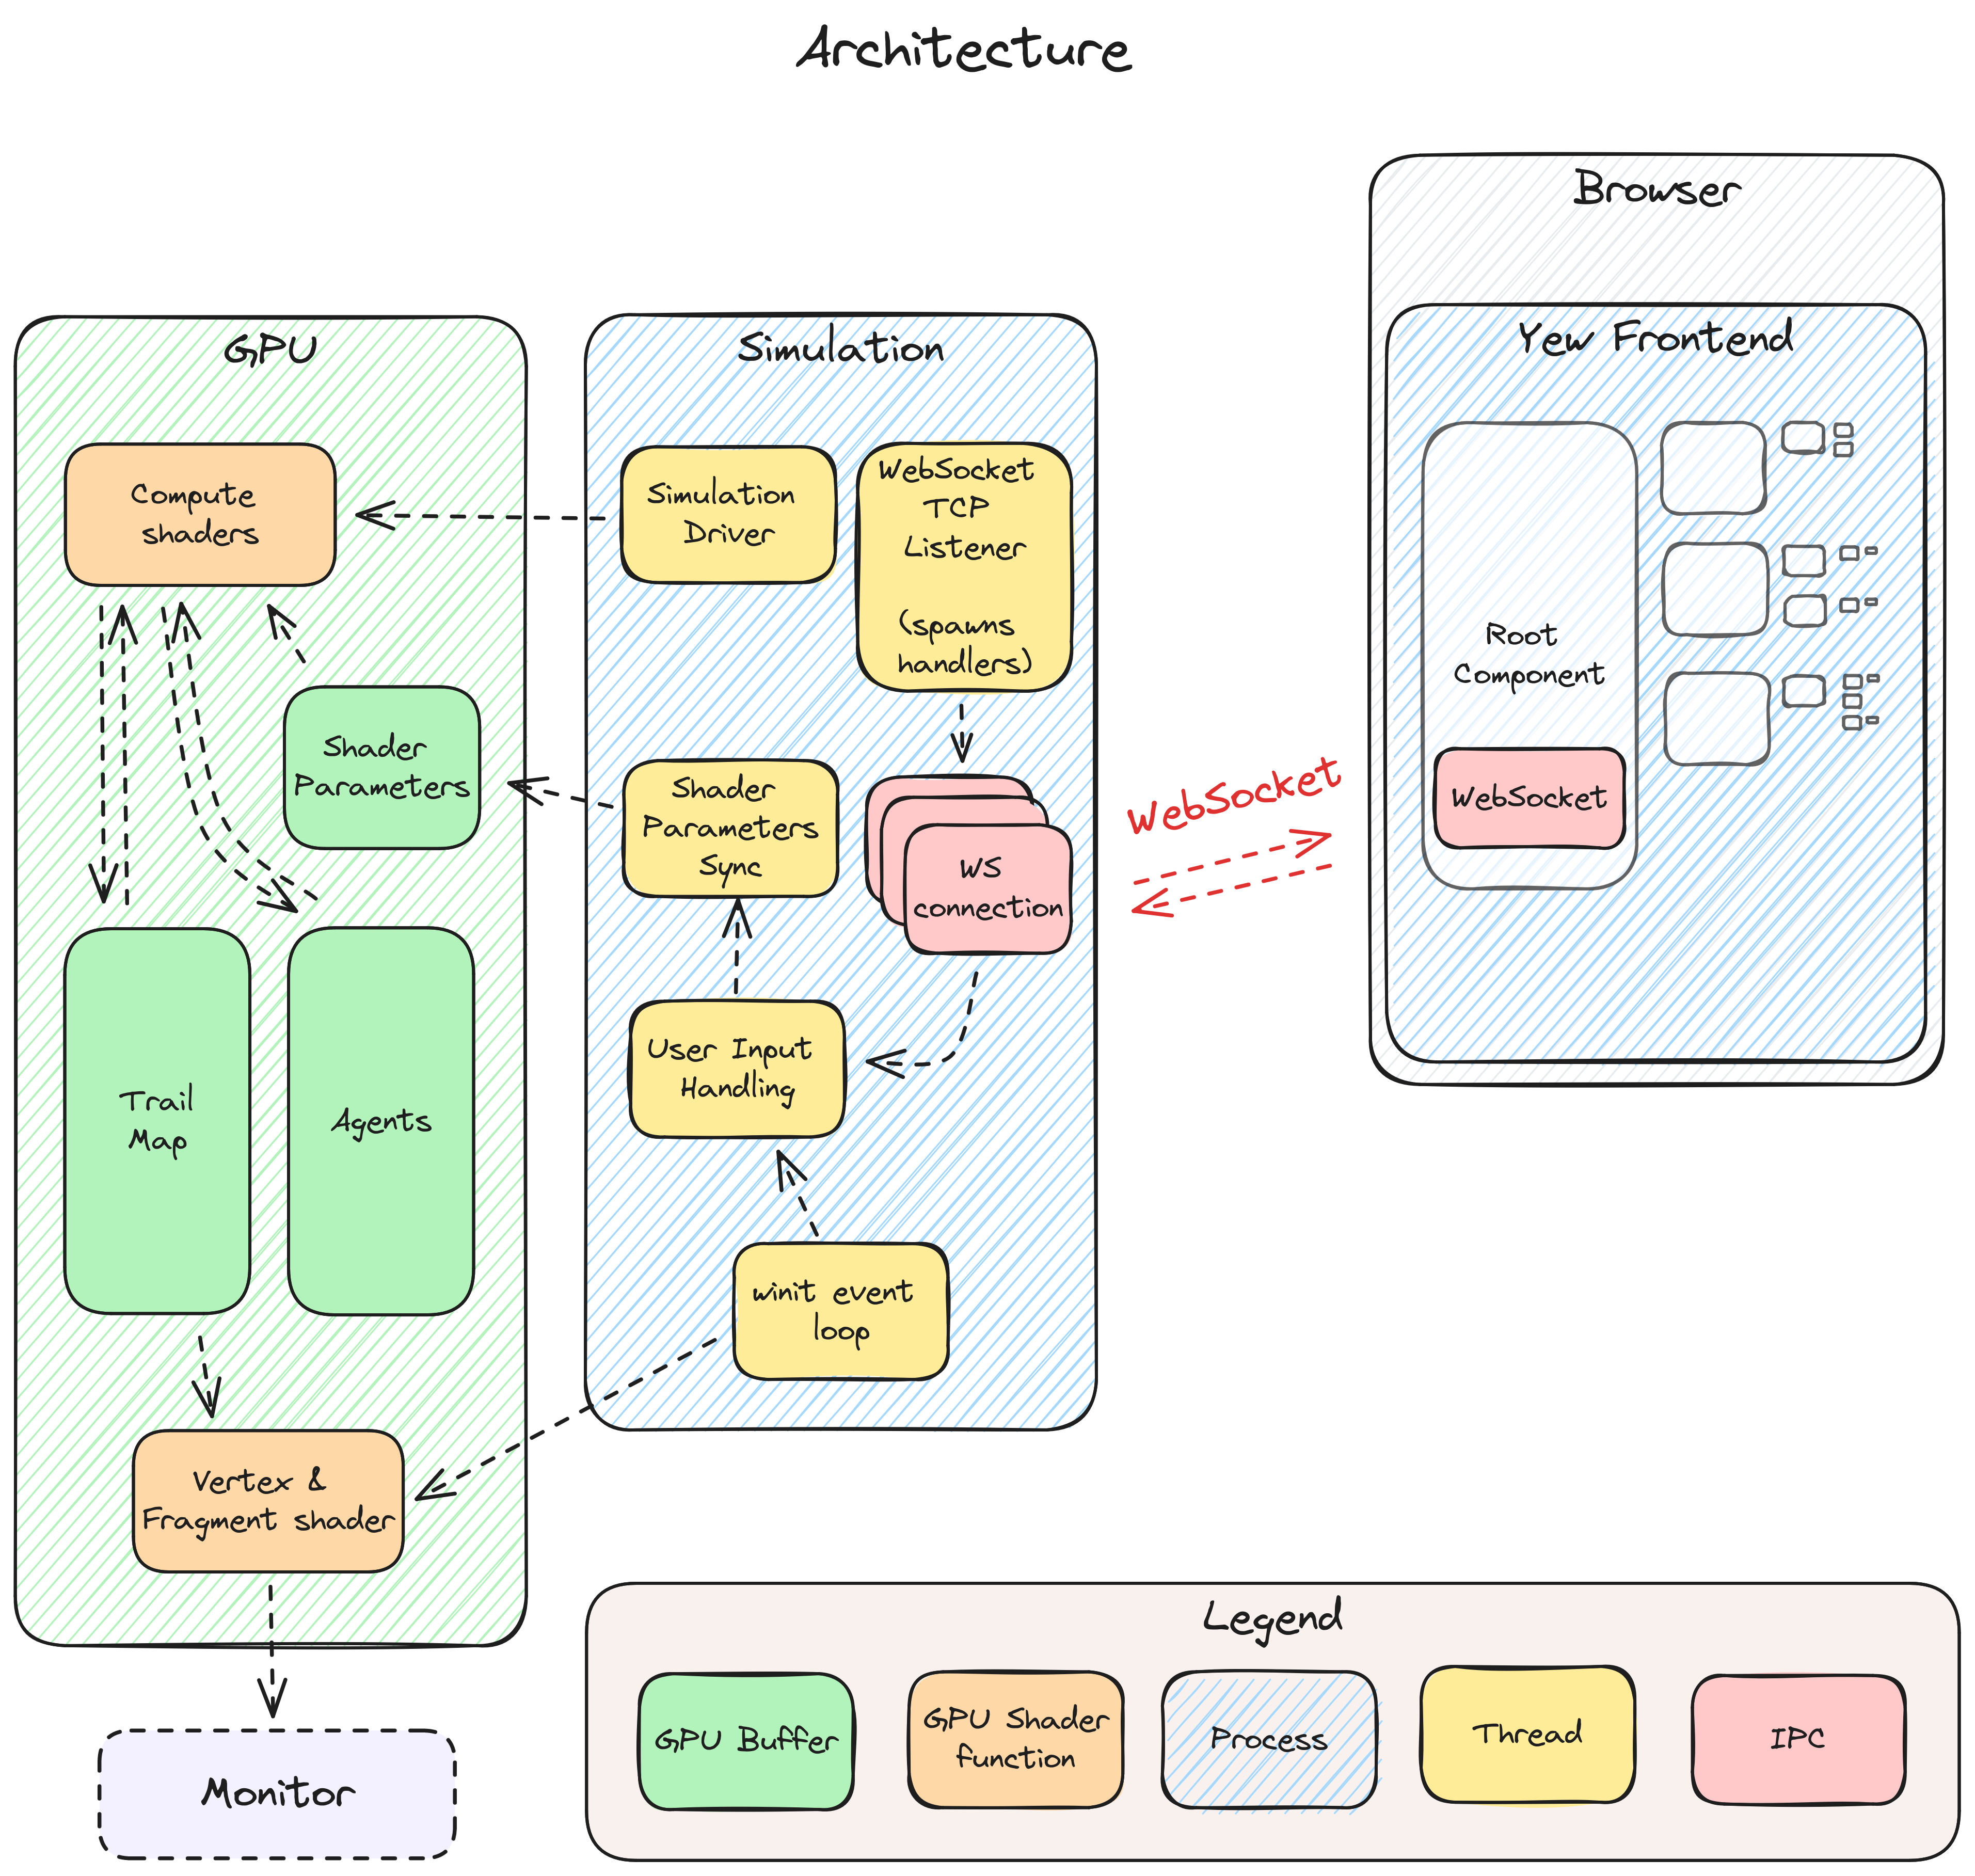 Architecture
Browser
Yew Frontend
Root
Component
WebSocket
GPU
Compute
shaders
Shader
Parameters
Trail
Map
Agents
Vertex &
Fragment shader
Monitor
Simulation
Simulation
Driver
WebSocket
TCP
Listener
(spawns
handlers)
Shader
Parameters
Sync
WS
connection
User Input
Handling
winit event
loop
WebSocket
Legend
GPU Buffer
GPU Shader
function
Process
Thread
IPC